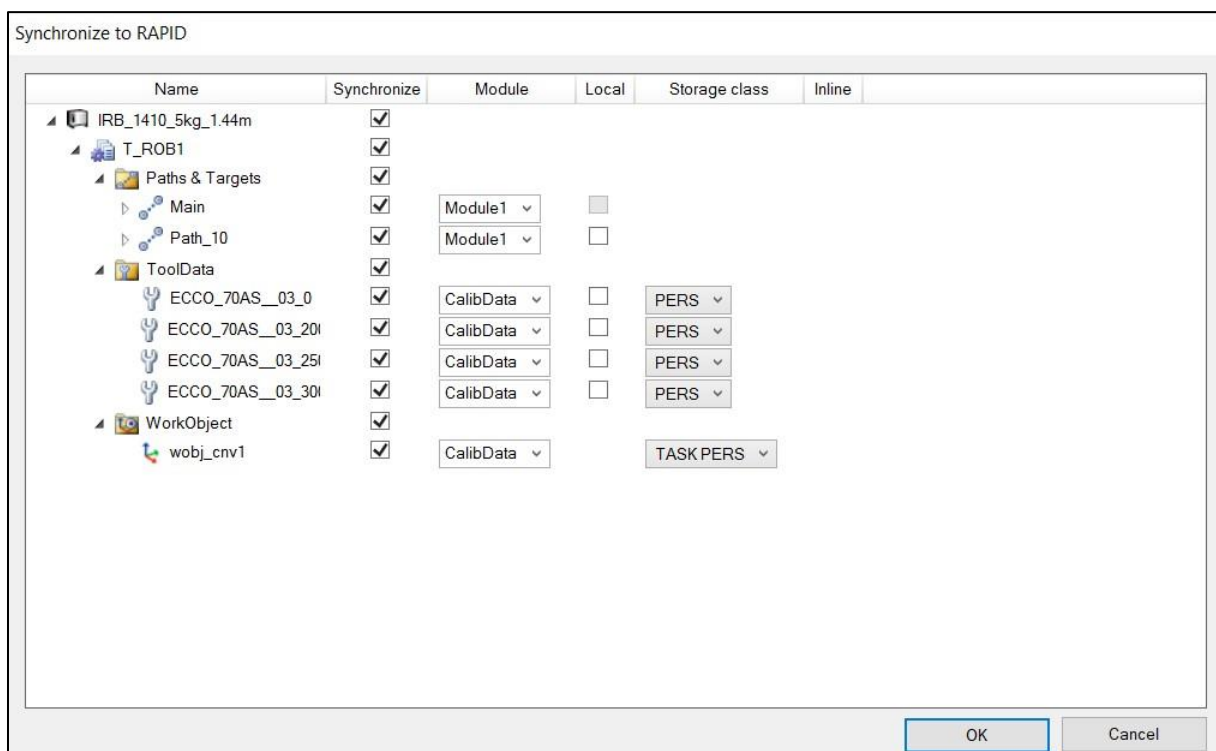 Synchronize to RAPID
Name Synchronize Module Local Storage class Inline
IRB_1410_5kg_1.44m
T_ROB1
Paths & Targets
Main Module1
Path_10 Module1
ToolData
ECCO_70AS__03_0 CalibData PERS
ECCO_70AS__03_20 CalibData PERS
ECCO_70AS__03_25 CalibData PERS
ECCO_70AS__03_30 CalibData PERS
WorkObject
wobj_cnv1 CalibData TASK PERS
OK Cancel